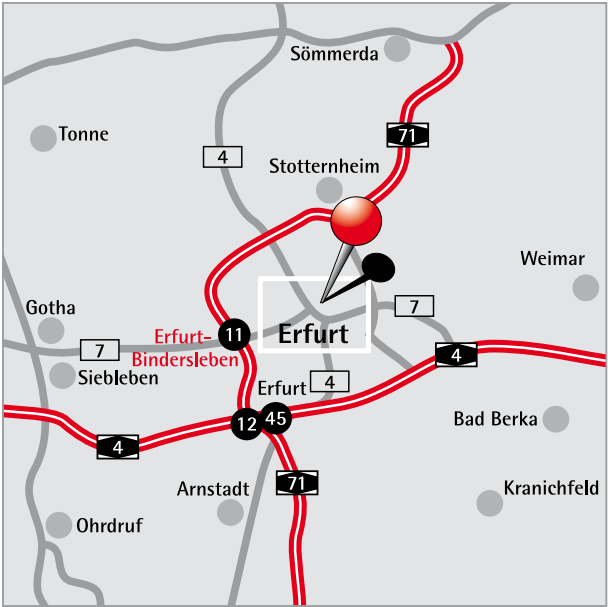 Sömmerda
Tonne
71
4
Stotternheim
Weimar
Gotha
7
11
Erfurt-
Bindersleben
Erfurt
7
4
Siebleben
Erfurt
4
12
45
Bad Berka
4
Arnstadt
71
Kranichfeld
Ohrdruf